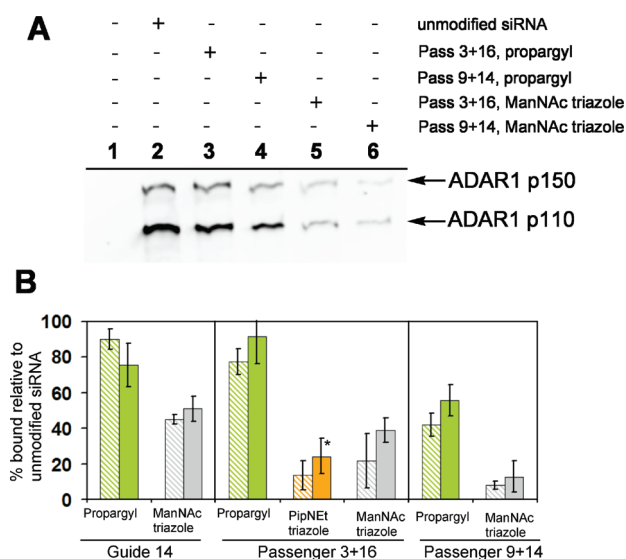 A
- + - - - - unmodified siRNA
- - + - - - Pass 3+16, propargyl
- - - + - - Pass 9+14, propargyl
- - - - + - Pass 3+16, ManNAc triazole
- - - - - + Pass 9+14, ManNAc triazole
1 2 3 4 5 6
ADAR1 p150
ADAR1 p110
B
% bound relative to
unmodified siRNA
100
80
60
40
20
0
*
Propargyl ManNAc triazole Propargyl PipNEt triazole ManNAc triazole Propargyl ManNAc triazole
Guide 14 Passenger 3+16 Passenger 9+14